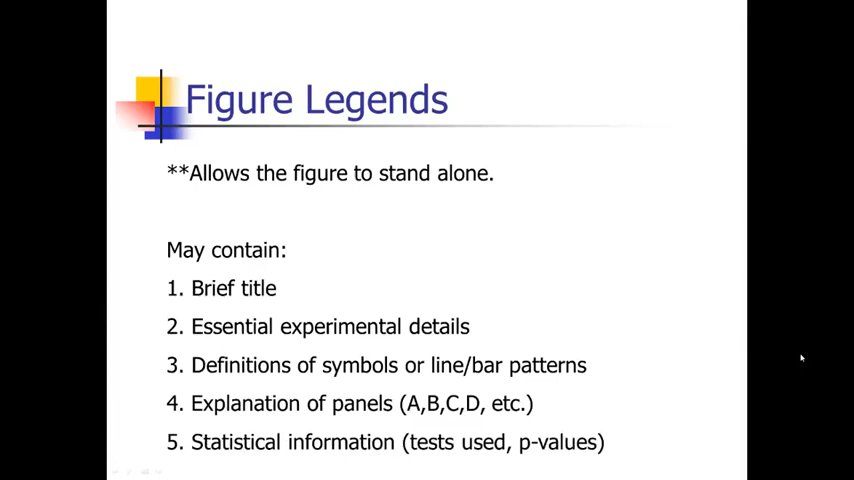 Figure Legends
**Allows the figure to stand alone.
May contain:
1. Brief title
2. Essential experimental details
3. Definitions of symbols or line/bar patterns
4. Explanation of panels (A,B,C,D, etc.)
5. Statistical information (tests used, p-values)